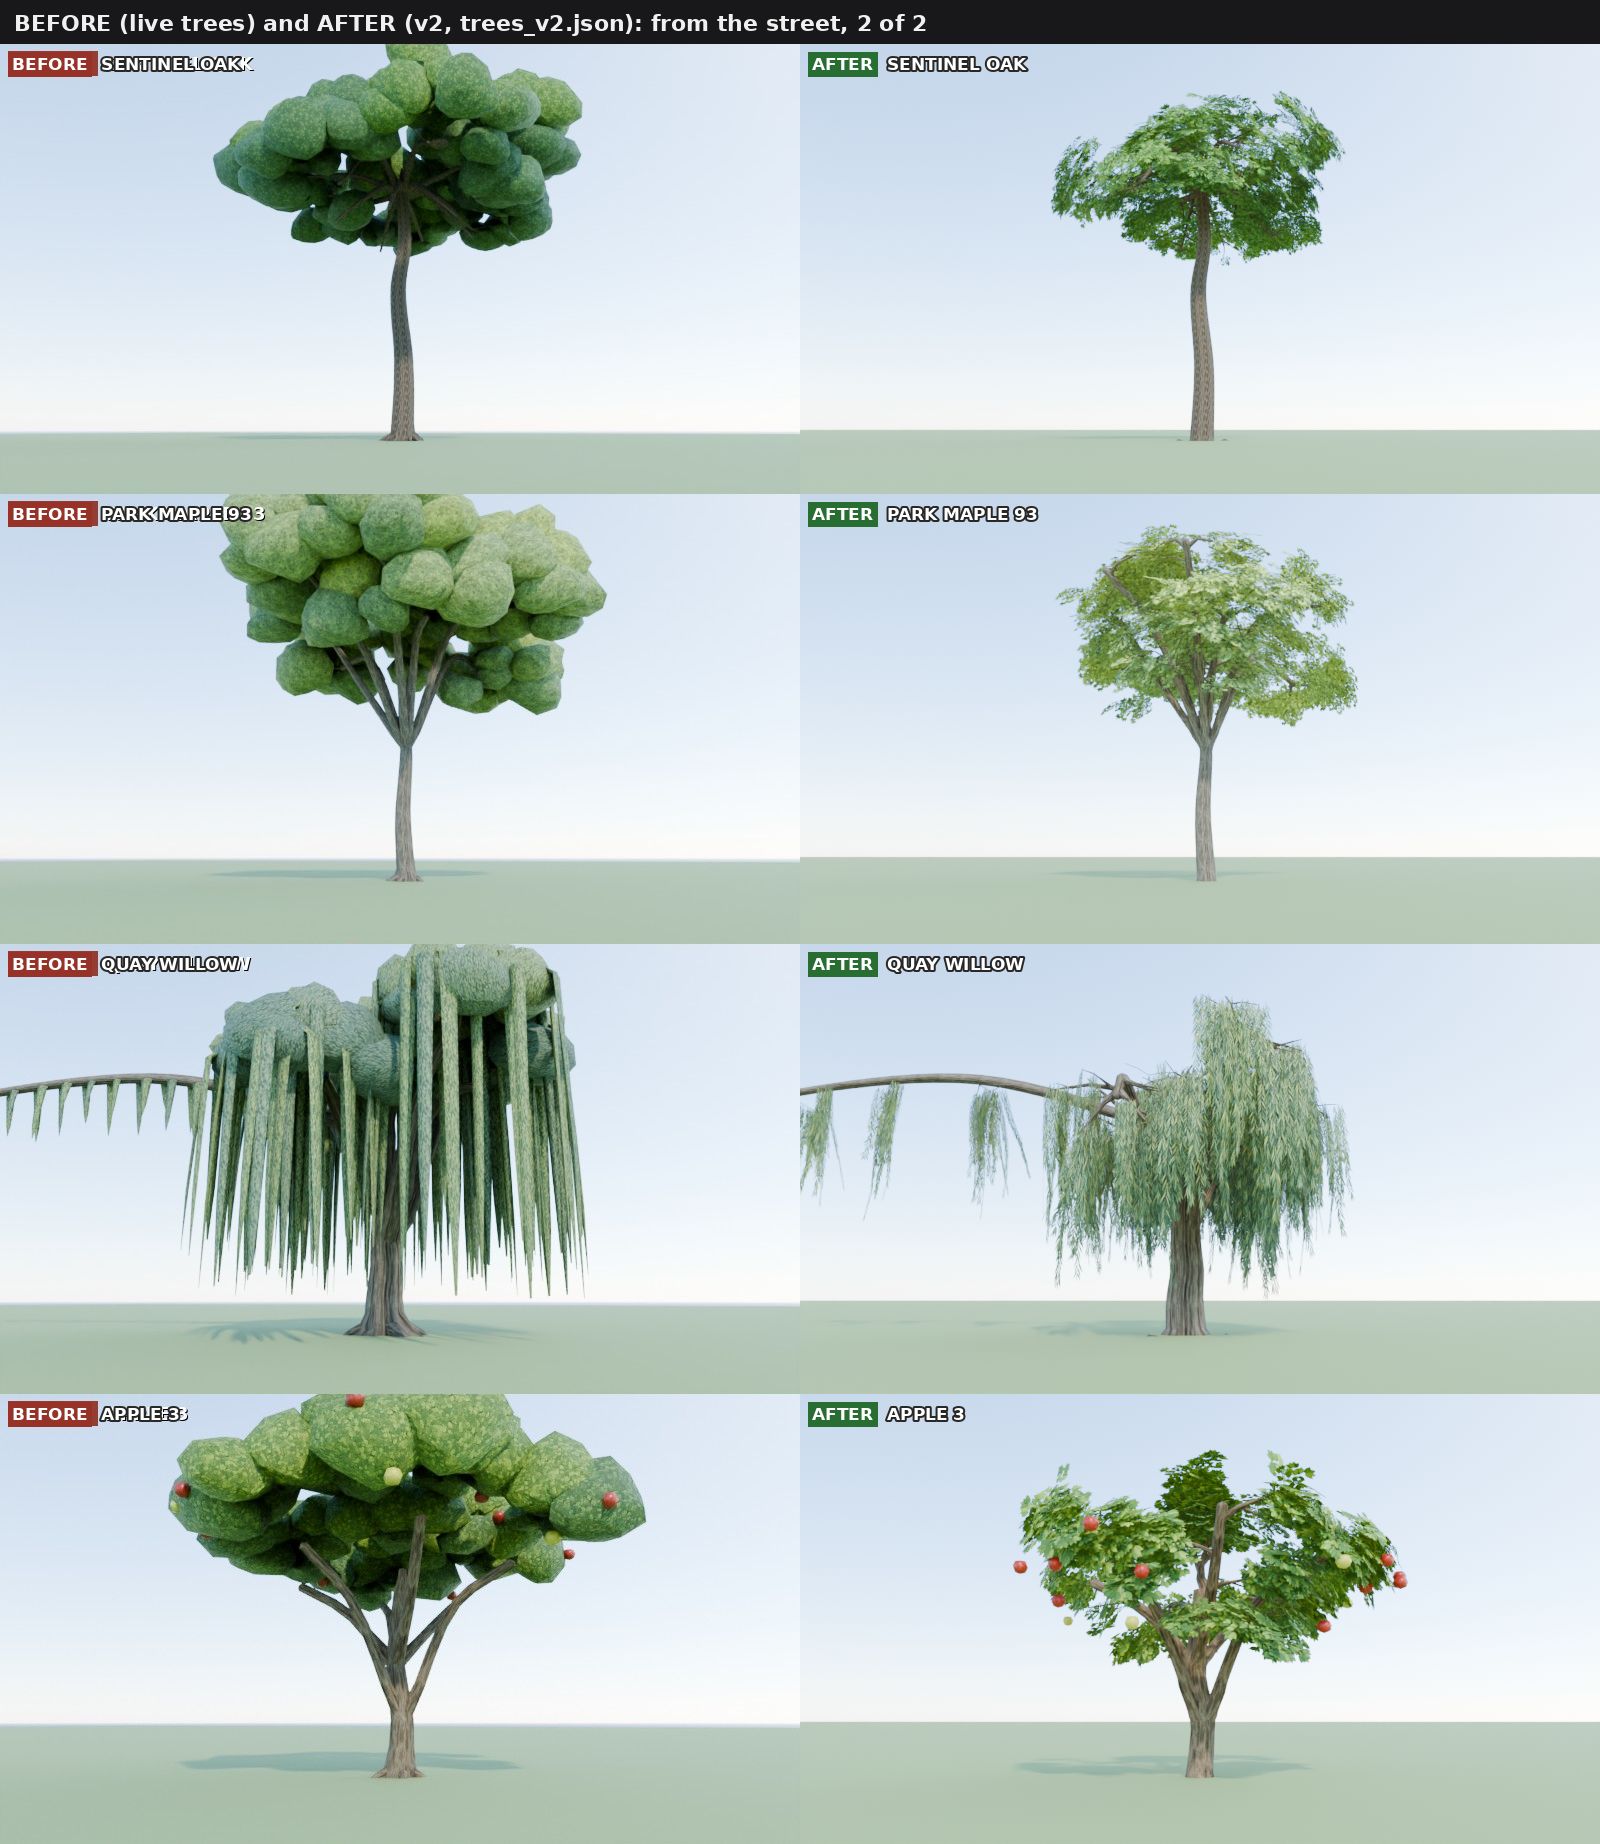 BEFORE (live trees) and AFTER (v2, trees_v2.json): from the street, 2 of 2
BEFORE SENTINEL OAK
AFTER SENTINEL OAK
BEFORE PARK MAPLE 93
AFTER PARK MAPLE 93
BEFORE QUAY WILLOW
AFTER QUAY WILLOW
BEFORE APPLE 3
AFTER APPLE 3